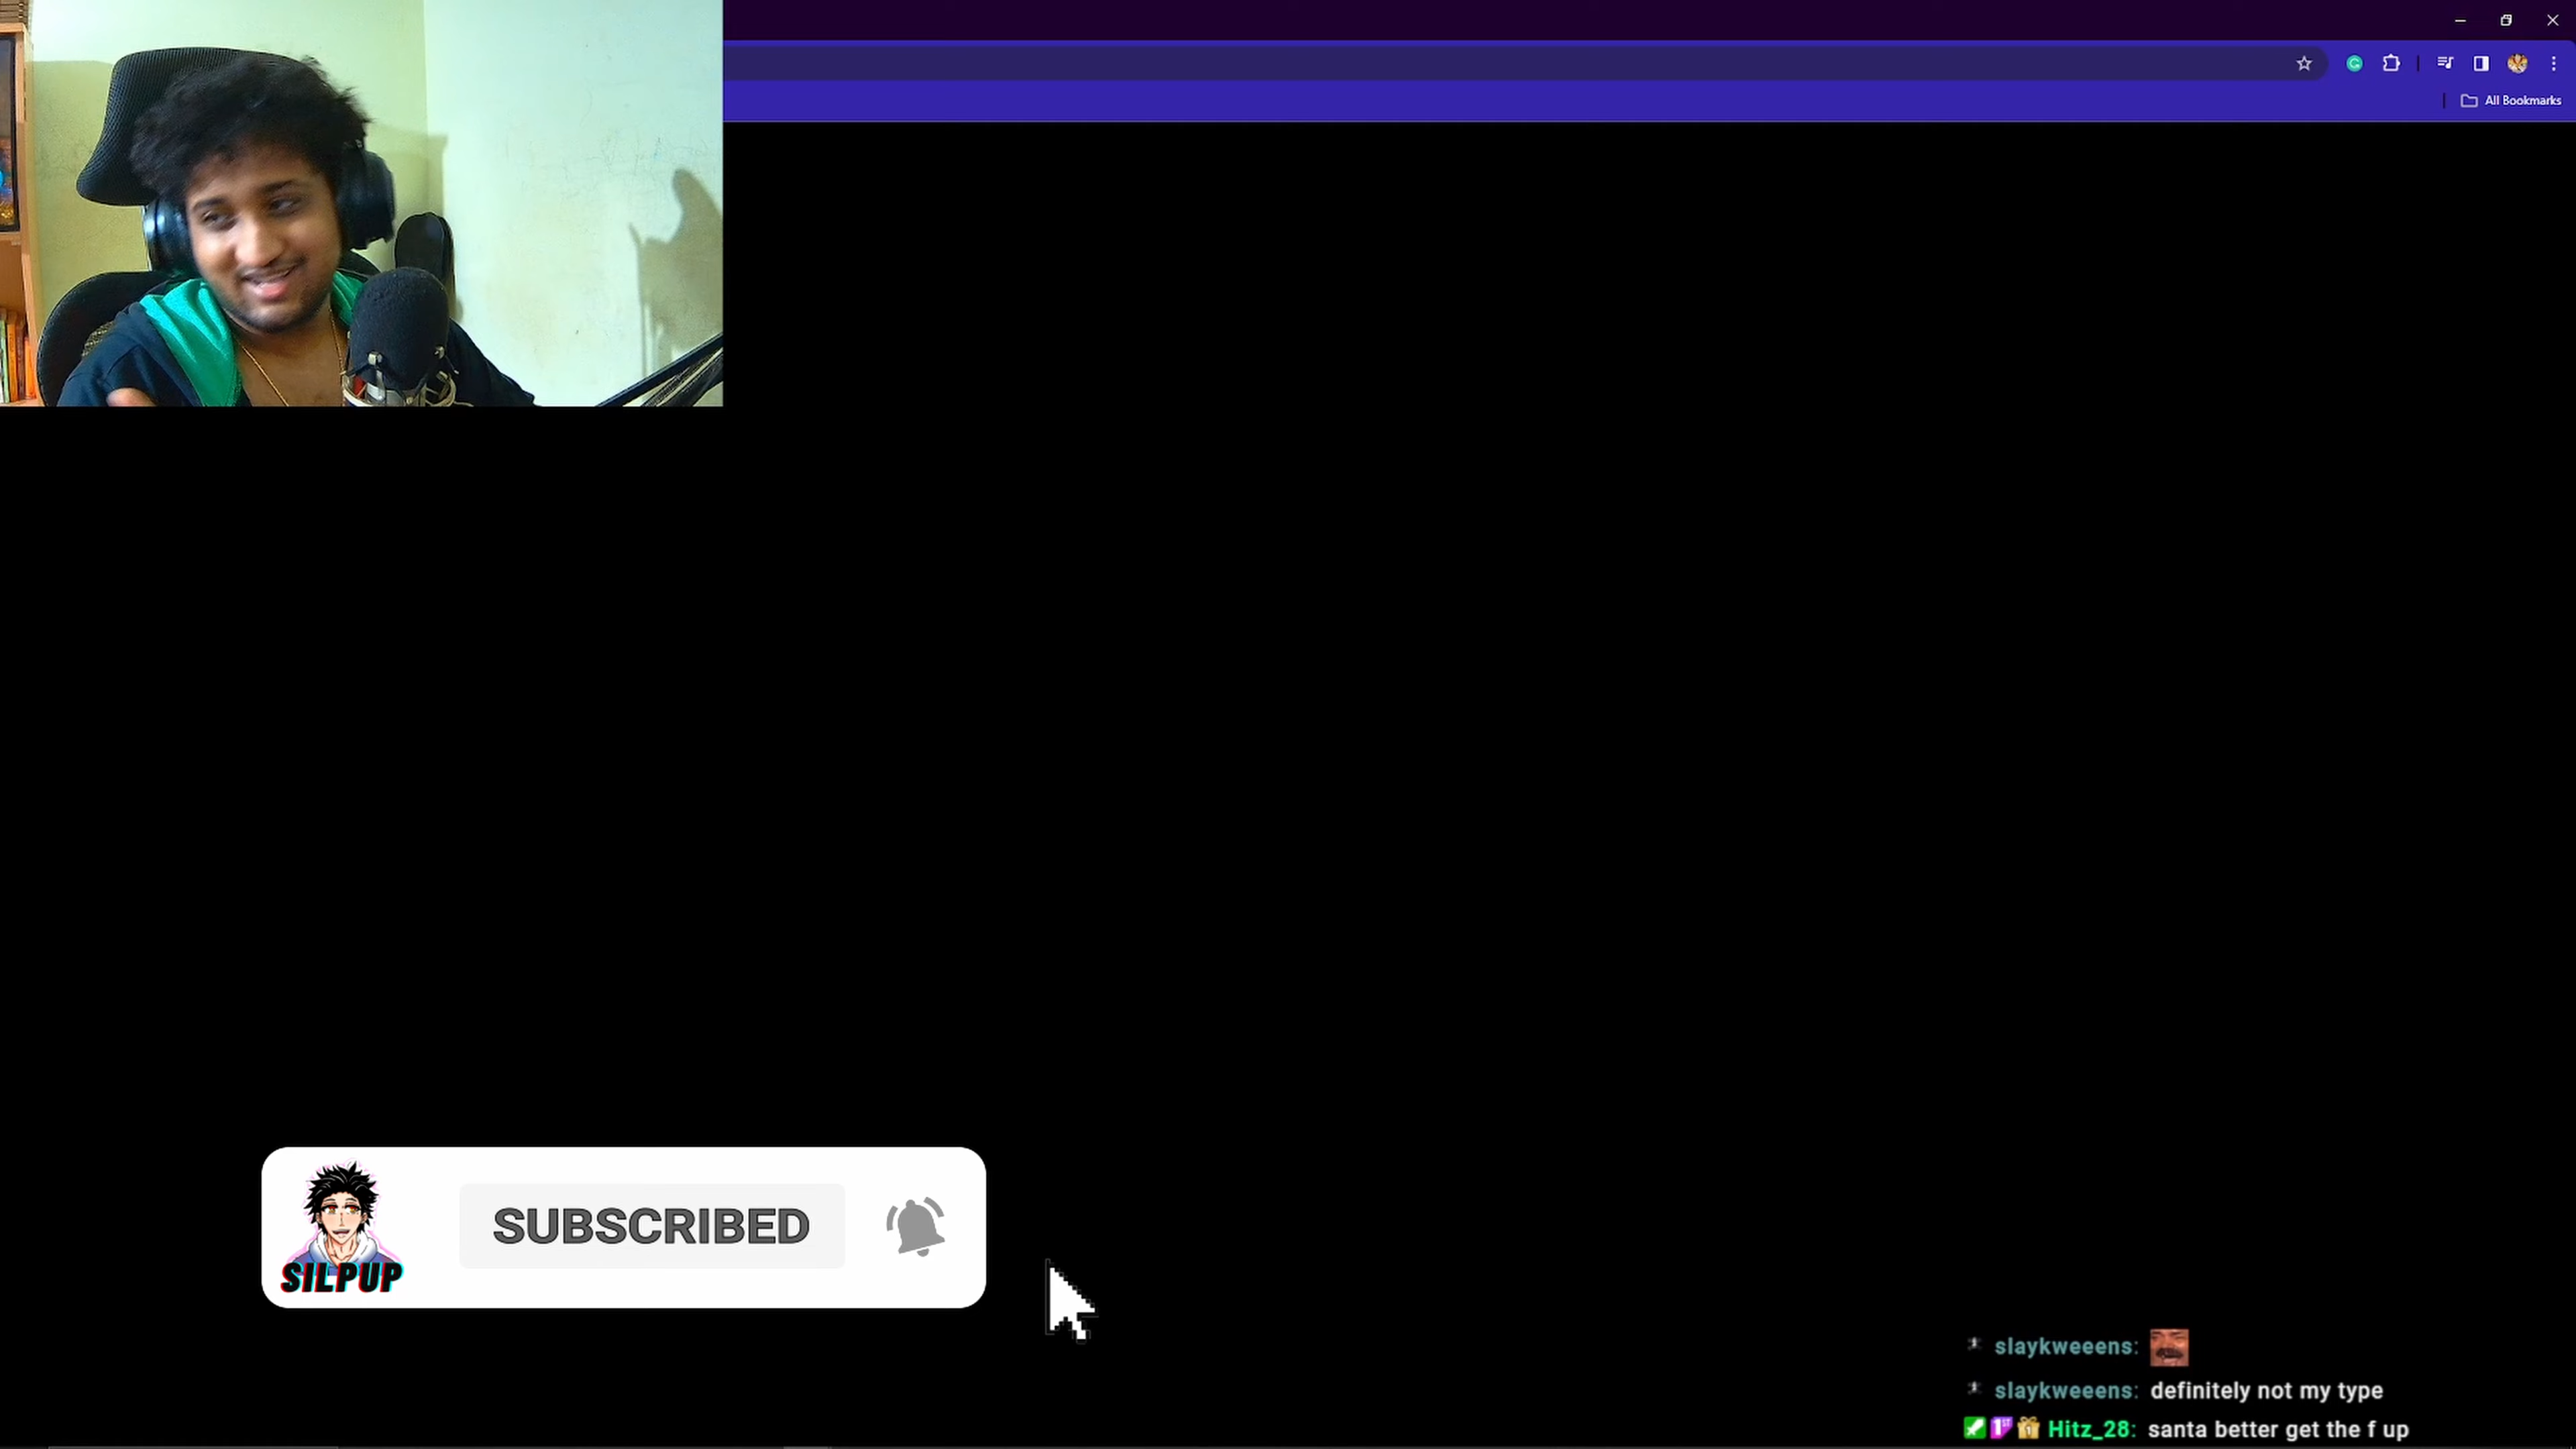 All Bookmarks
SUBSCRIBED
SILPUP
slaykweeens:
slaykweeens: definitely not my type
Hitz_28: santa better get the f up